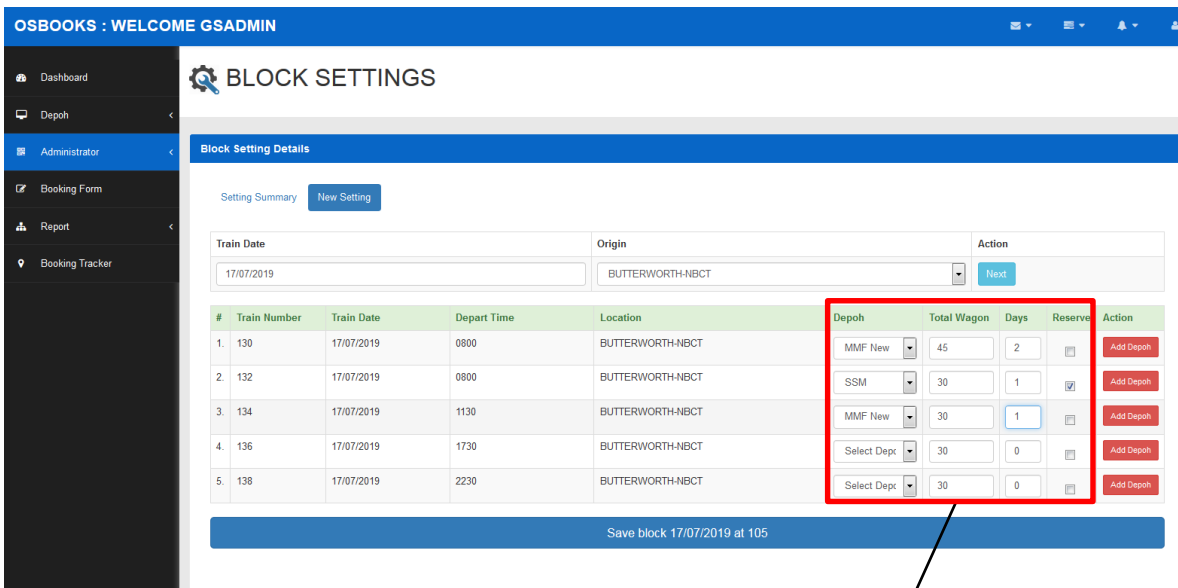 OSBOOKS : WELCOME GSADMIN
Dashboard
Depoh
Administrator
Booking Form
Report
Booking Tracker
BLOCK SETTINGS
Block Setting Details
Setting Summary New Setting
Train Date Origin Action
17/07/2019 BUTTERWORTH-NBCT Next
# Train Number Train Date Depart Time Location Depoh Total Wagon Days Reserve Action
1. 130 17/07/2019 0800 BUTTERWORTH-NBCT MMF New 45 2 Add Depoh
2. 132 17/07/2019 0800 BUTTERWORTH-NBCT SSM 30 1 Add Depoh
3. 134 17/07/2019 1130 BUTTERWORTH-NBCT MMF New 30 1 Add Depoh
4. 136 17/07/2019 1730 BUTTERWORTH-NBCT Select Depc 30 0 Add Depoh
5. 138 17/07/2019 2230 BUTTERWORTH-NBCT Select Depc 30 0 Add Depoh
Save block 17/07/2019 at 105